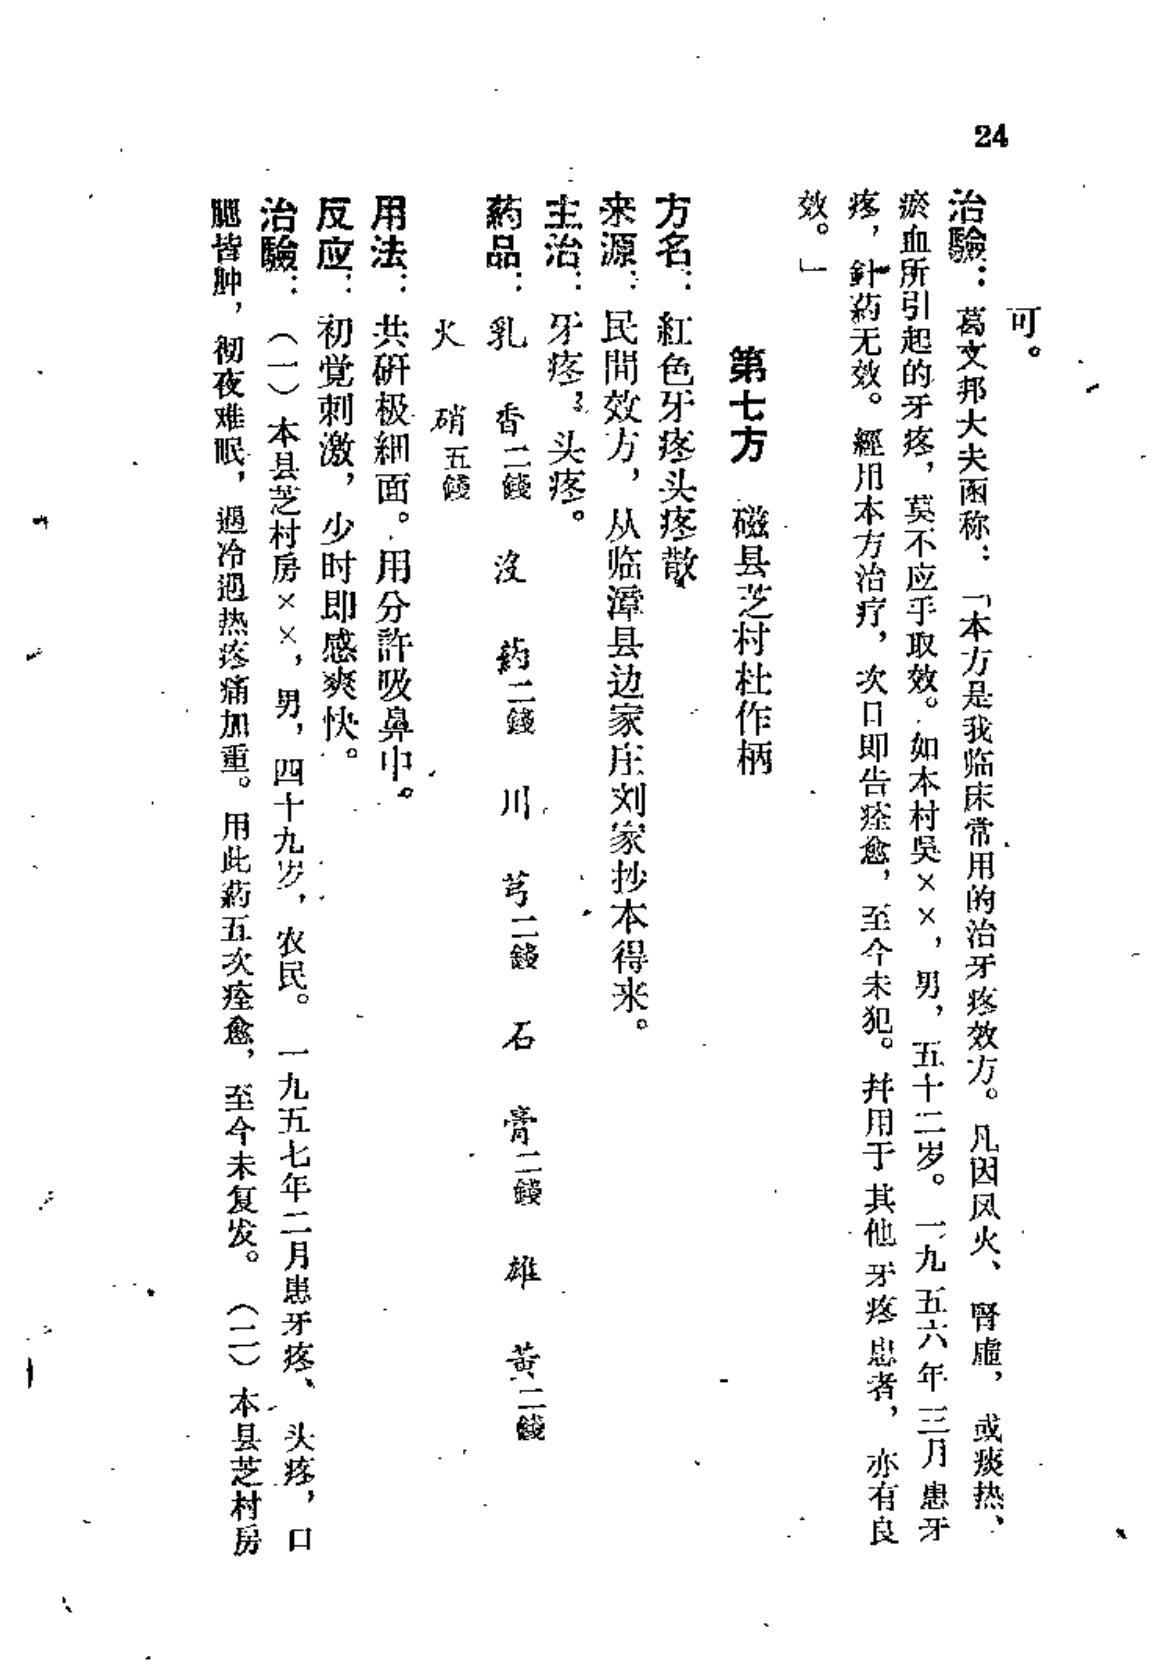 24
可。
治驗：葛文邦大夫函称：「本方是我临床常用的治牙疼效方。凡因风火、腎虛，或痰热、
瘀血所引起的牙疼，莫不应手取效。如本村吳××，男，五十二岁。一九五六年三月患牙
疼，針药无效。經用本方治疗，次日即告痊愈，至今未犯。幷用于其他牙疼患者，亦有良
效。」
第七方 磁县芝村杜作柄
方名：紅色牙疼头疼散
来源：民間效方，从临漳县边家庄刘家抄本得来。
主治：牙疼，头疼。
药品：乳香二錢 沒药二錢 川芎二錢 石膏二錢 雄黃二錢
火硝五錢
用法：共研极細面。用分許吸鼻中。
反应：初觉刺激，少时即感爽快。
治驗：（一）本县芝村房××，男，四十九岁，农民。一九五七年二月患牙疼、头疼，口
腮皆肿，彻夜难眠，遇冷遇热疼痛加重。用此药五次痊愈，至今未复发。（二）本县芝村房